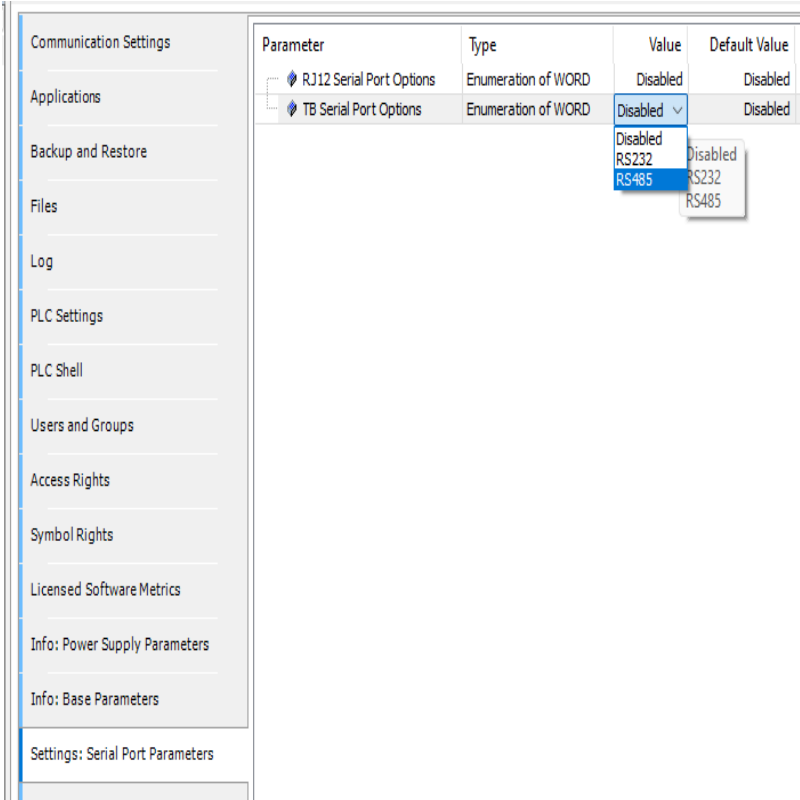 Communication Settings
Applications
Backup and Restore
Files
Log
PLC Settings
PLC Shell
Users and Groups
Access Rights
Symbol Rights
Licensed Software Metrics
Info: Power Supply Parameters
Info: Base Parameters
Settings: Serial Port Parameters
Parameter Type Value Default Value
RJ12 Serial Port Options Enumeration of WORD Disabled Disabled
TB Serial Port Options Enumeration of WORD Disabled Disabled
Disabled
RS232
RS485
Disabled
RS232
RS485